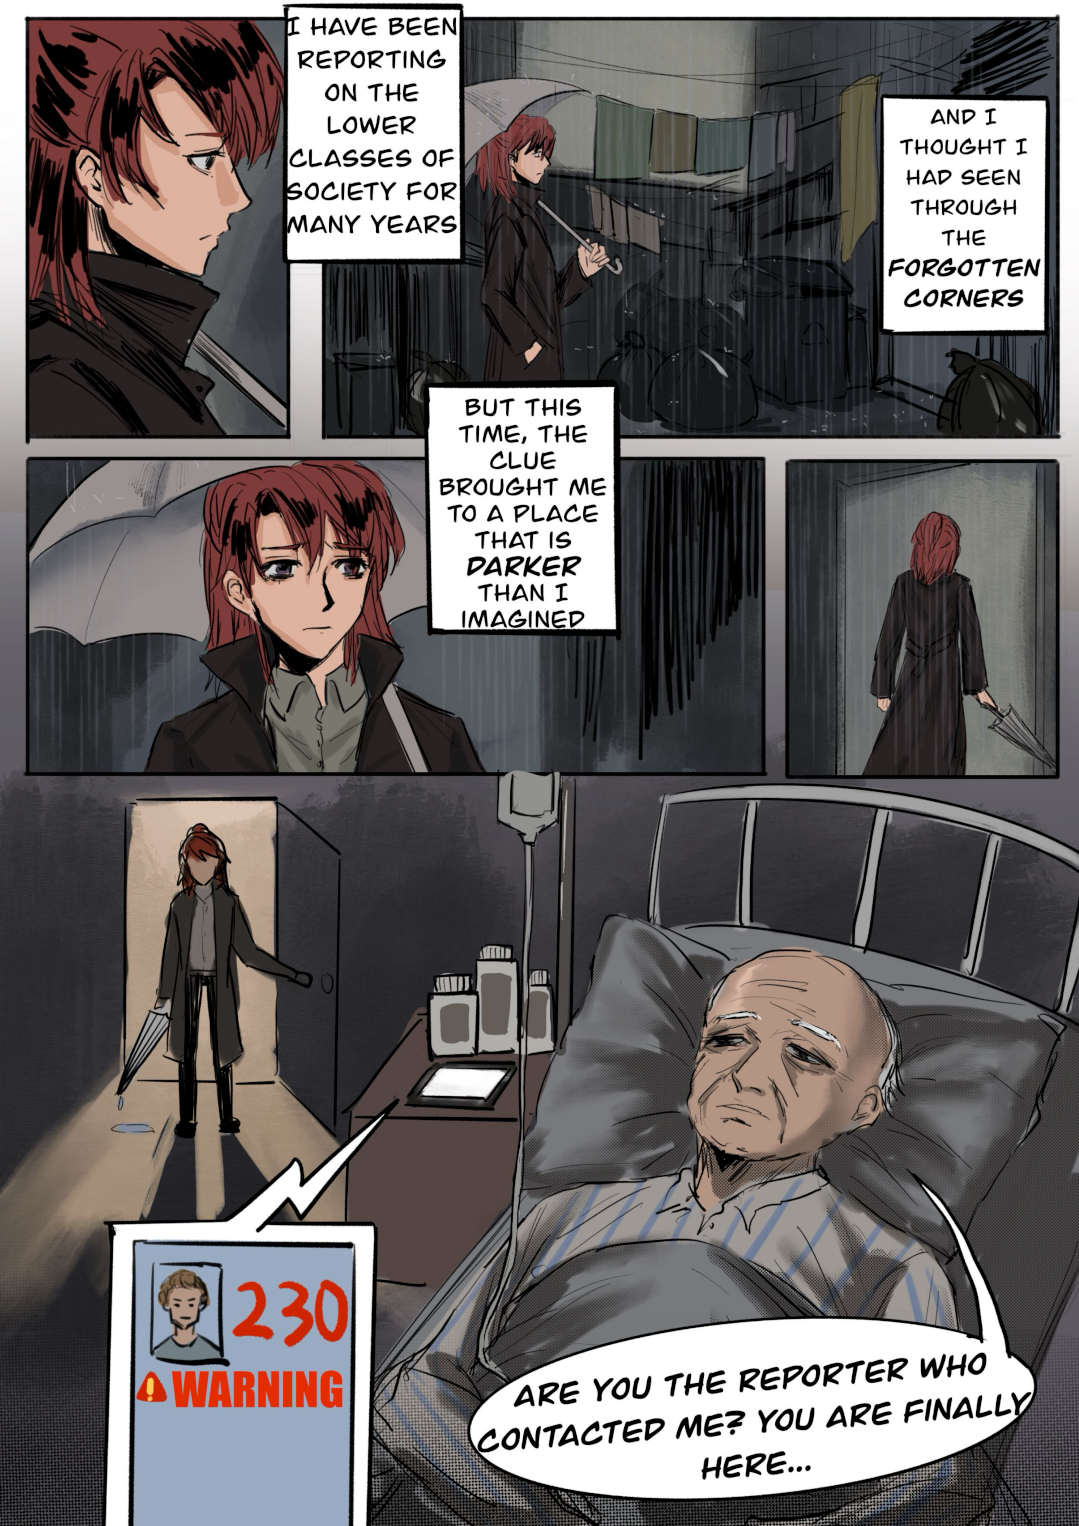 I HAVE BEEN
REPORTING
ON THE
LOWER
CLASSES OF
SOCIETY FOR
MANY YEARS
AND I
THOUGHT I
HAD SEEN
THROUGH
THE
FORGOTTEN
CORNERS
BUT THIS
TIME, THE
CLUE
BROUGHT ME
TO A PLACE
THAT IS
DARKER
THAN I
IMAGINED
230
WARNING
ARE YOU THE REPORTER WHO
CONTACTED ME? YOU ARE FINALLY
HERE...